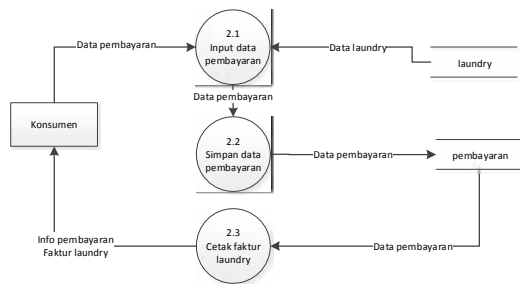 2.1
Input data
pembayaran
Data pembayaran
Data laundry
laundry
Data pembayaran
Konsumen
2.2
Simpan data
pembayaran
Data pembayaran
pembayaran
2.3
Cetak faktur
laundry
Info pembayaran
Faktur laundry
Data pembayaran